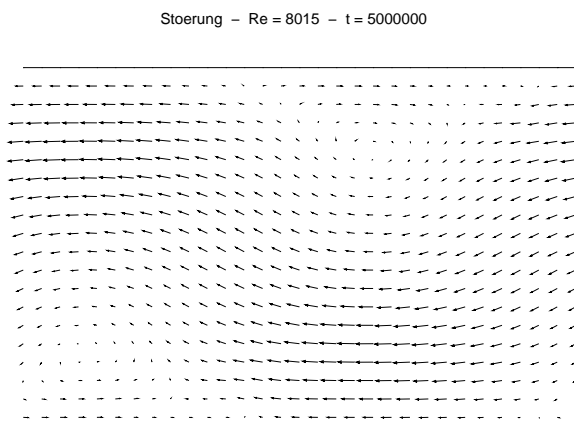 Stoerung – Re = 8015 – t = 5000000